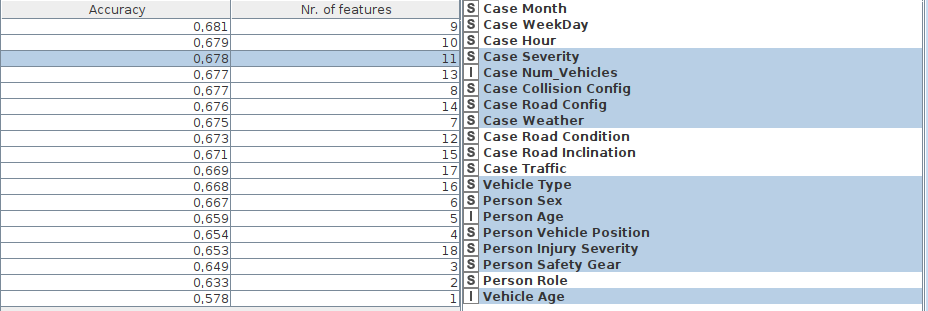 Accuracy Nr. of features
0,681 9
0,679 10
0,678 11
0,677 13
0,677 8
0,676 14
0,675 7
0,673 12
0,671 15
0,669 17
0,668 16
0,667 6
0,659 5
0,654 4
0,653 18
0,649 3
0,633 2
0,578 1
S Case Month
S Case WeekDay
S Case Hour
S Case Severity
I Case Num_Vehicles
S Case Collision Config
S Case Road Config
S Case Weather
S Case Road Condition
S Case Road Inclination
S Case Traffic
S Vehicle Type
S Person Sex
I Person Age
S Person Vehicle Position
S Person Injury Severity
S Person Safety Gear
S Person Role
I Vehicle Age